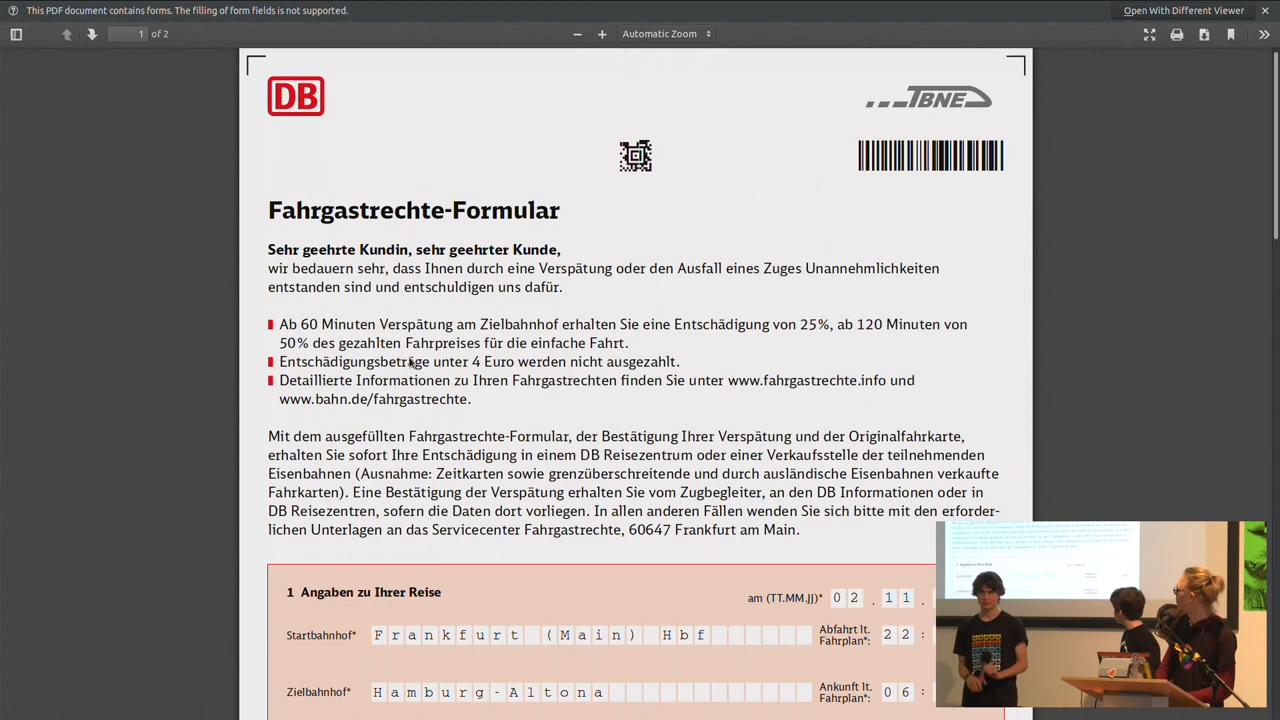 This PDF document contains forms. The filling of form fields is not supported.
Open With Different Viewer
1 of 2
Automatic Zoom
DB
TBNE
Fahrgastrechte-Formular
Sehr geehrte Kundin, sehr geehrter Kunde,
wir bedauern sehr, dass Ihnen durch eine Verspätung oder den Ausfall eines Zuges Unannehmlichkeiten
entstanden sind und entschuldigen uns dafür.
Ab 60 Minuten Verspätung am Zielbahnhof erhalten Sie eine Entschädigung von 25%, ab 120 Minuten von
50% des gezahlten Fahrpreises für die einfache Fahrt.
Entschädigungsbeträge unter 4 Euro werden nicht ausgezahlt.
Detaillierte Informationen zu Ihren Fahrgastrechten finden Sie unter www.fahrgastrechte.info und
www.bahn.de/fahrgastrechte.
Mit dem ausgefüllten Fahrgastrechte-Formular, der Bestätigung Ihrer Verspätung und der Originalfahrkarte,
erhalten Sie sofort Ihre Entschädigung in einem DB Reisezentrum oder einer Verkaufsstelle der teilnehmenden
Eisenbahnen (Ausnahme: Zeitkarten sowie grenzüberschreitende und durch ausländische Eisenbahnen verkaufte
Fahrkarten). Eine Bestätigung der Verspätung erhalten Sie vom Zugbegleiter, an den DB Informationen oder in
DB Reisezentren, sofern die Daten dort vorliegen. In allen anderen Fällen wenden Sie sich bitte mit den erforder-
lichen Unterlagen an das Servicecenter Fahrgastrechte, 60647 Frankfurt am Main.
1 Angaben zu Ihrer Reise
am (TT.MM.JJ)* 02.11.
Startbahnhof* Frankfurt (Main) Hbf
Abfahrt lt.
Fahrplan*: 22:
Zielbahnhof* Hamburg-Altona
Ankunft lt.
Fahrplan*: 06: